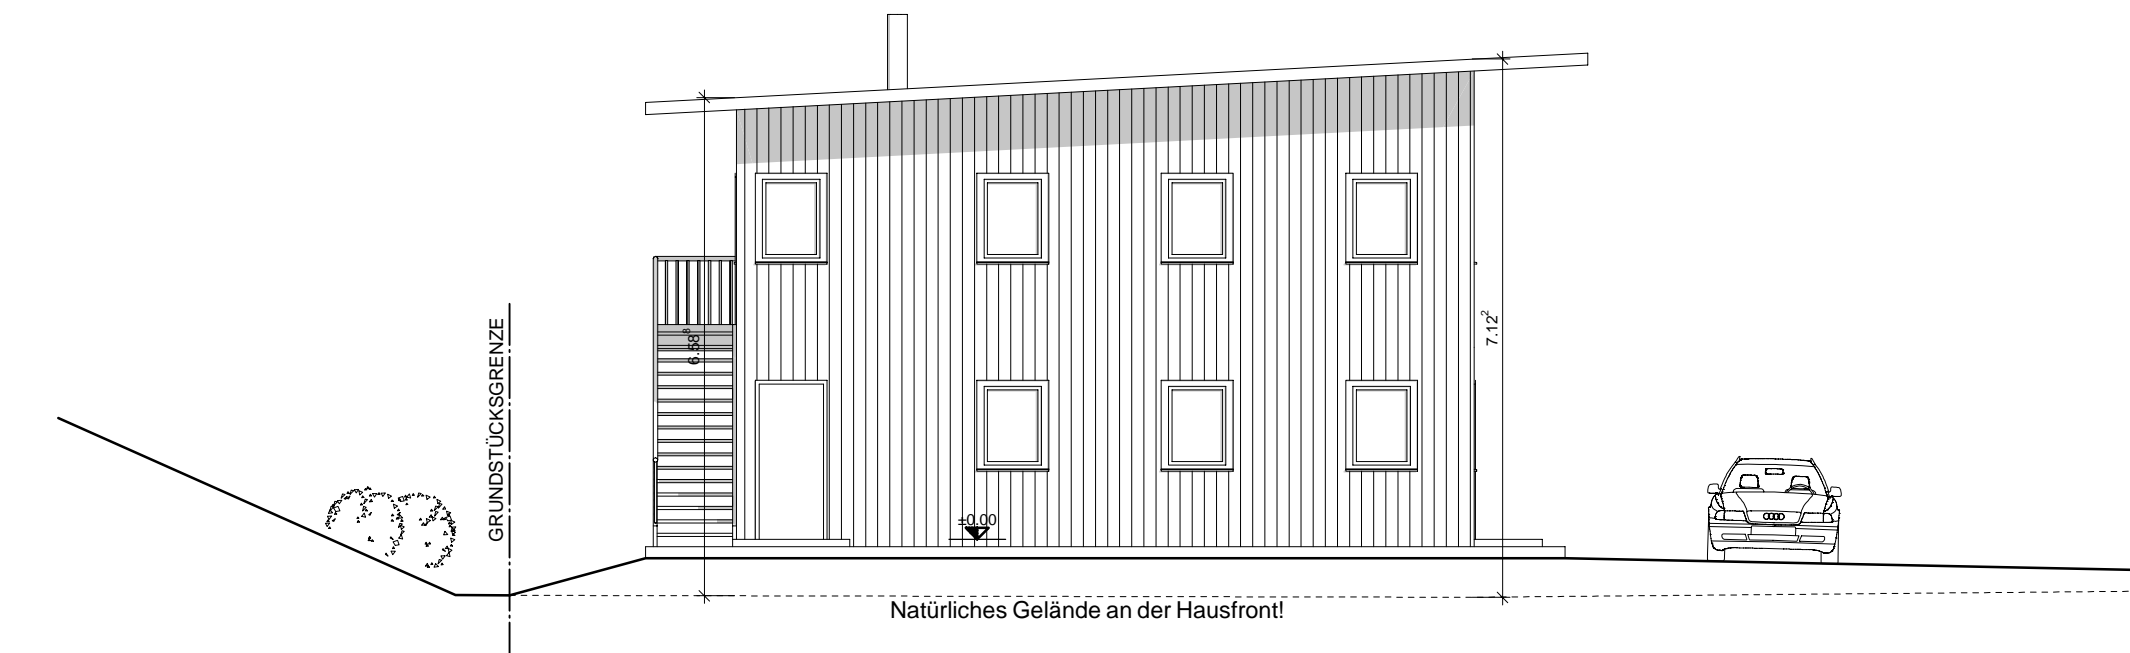 GRUNDSTÜCKSGRENZE
6.58⁸
7.12²
±0.00
Natürliches Gelände an der Hausfront!